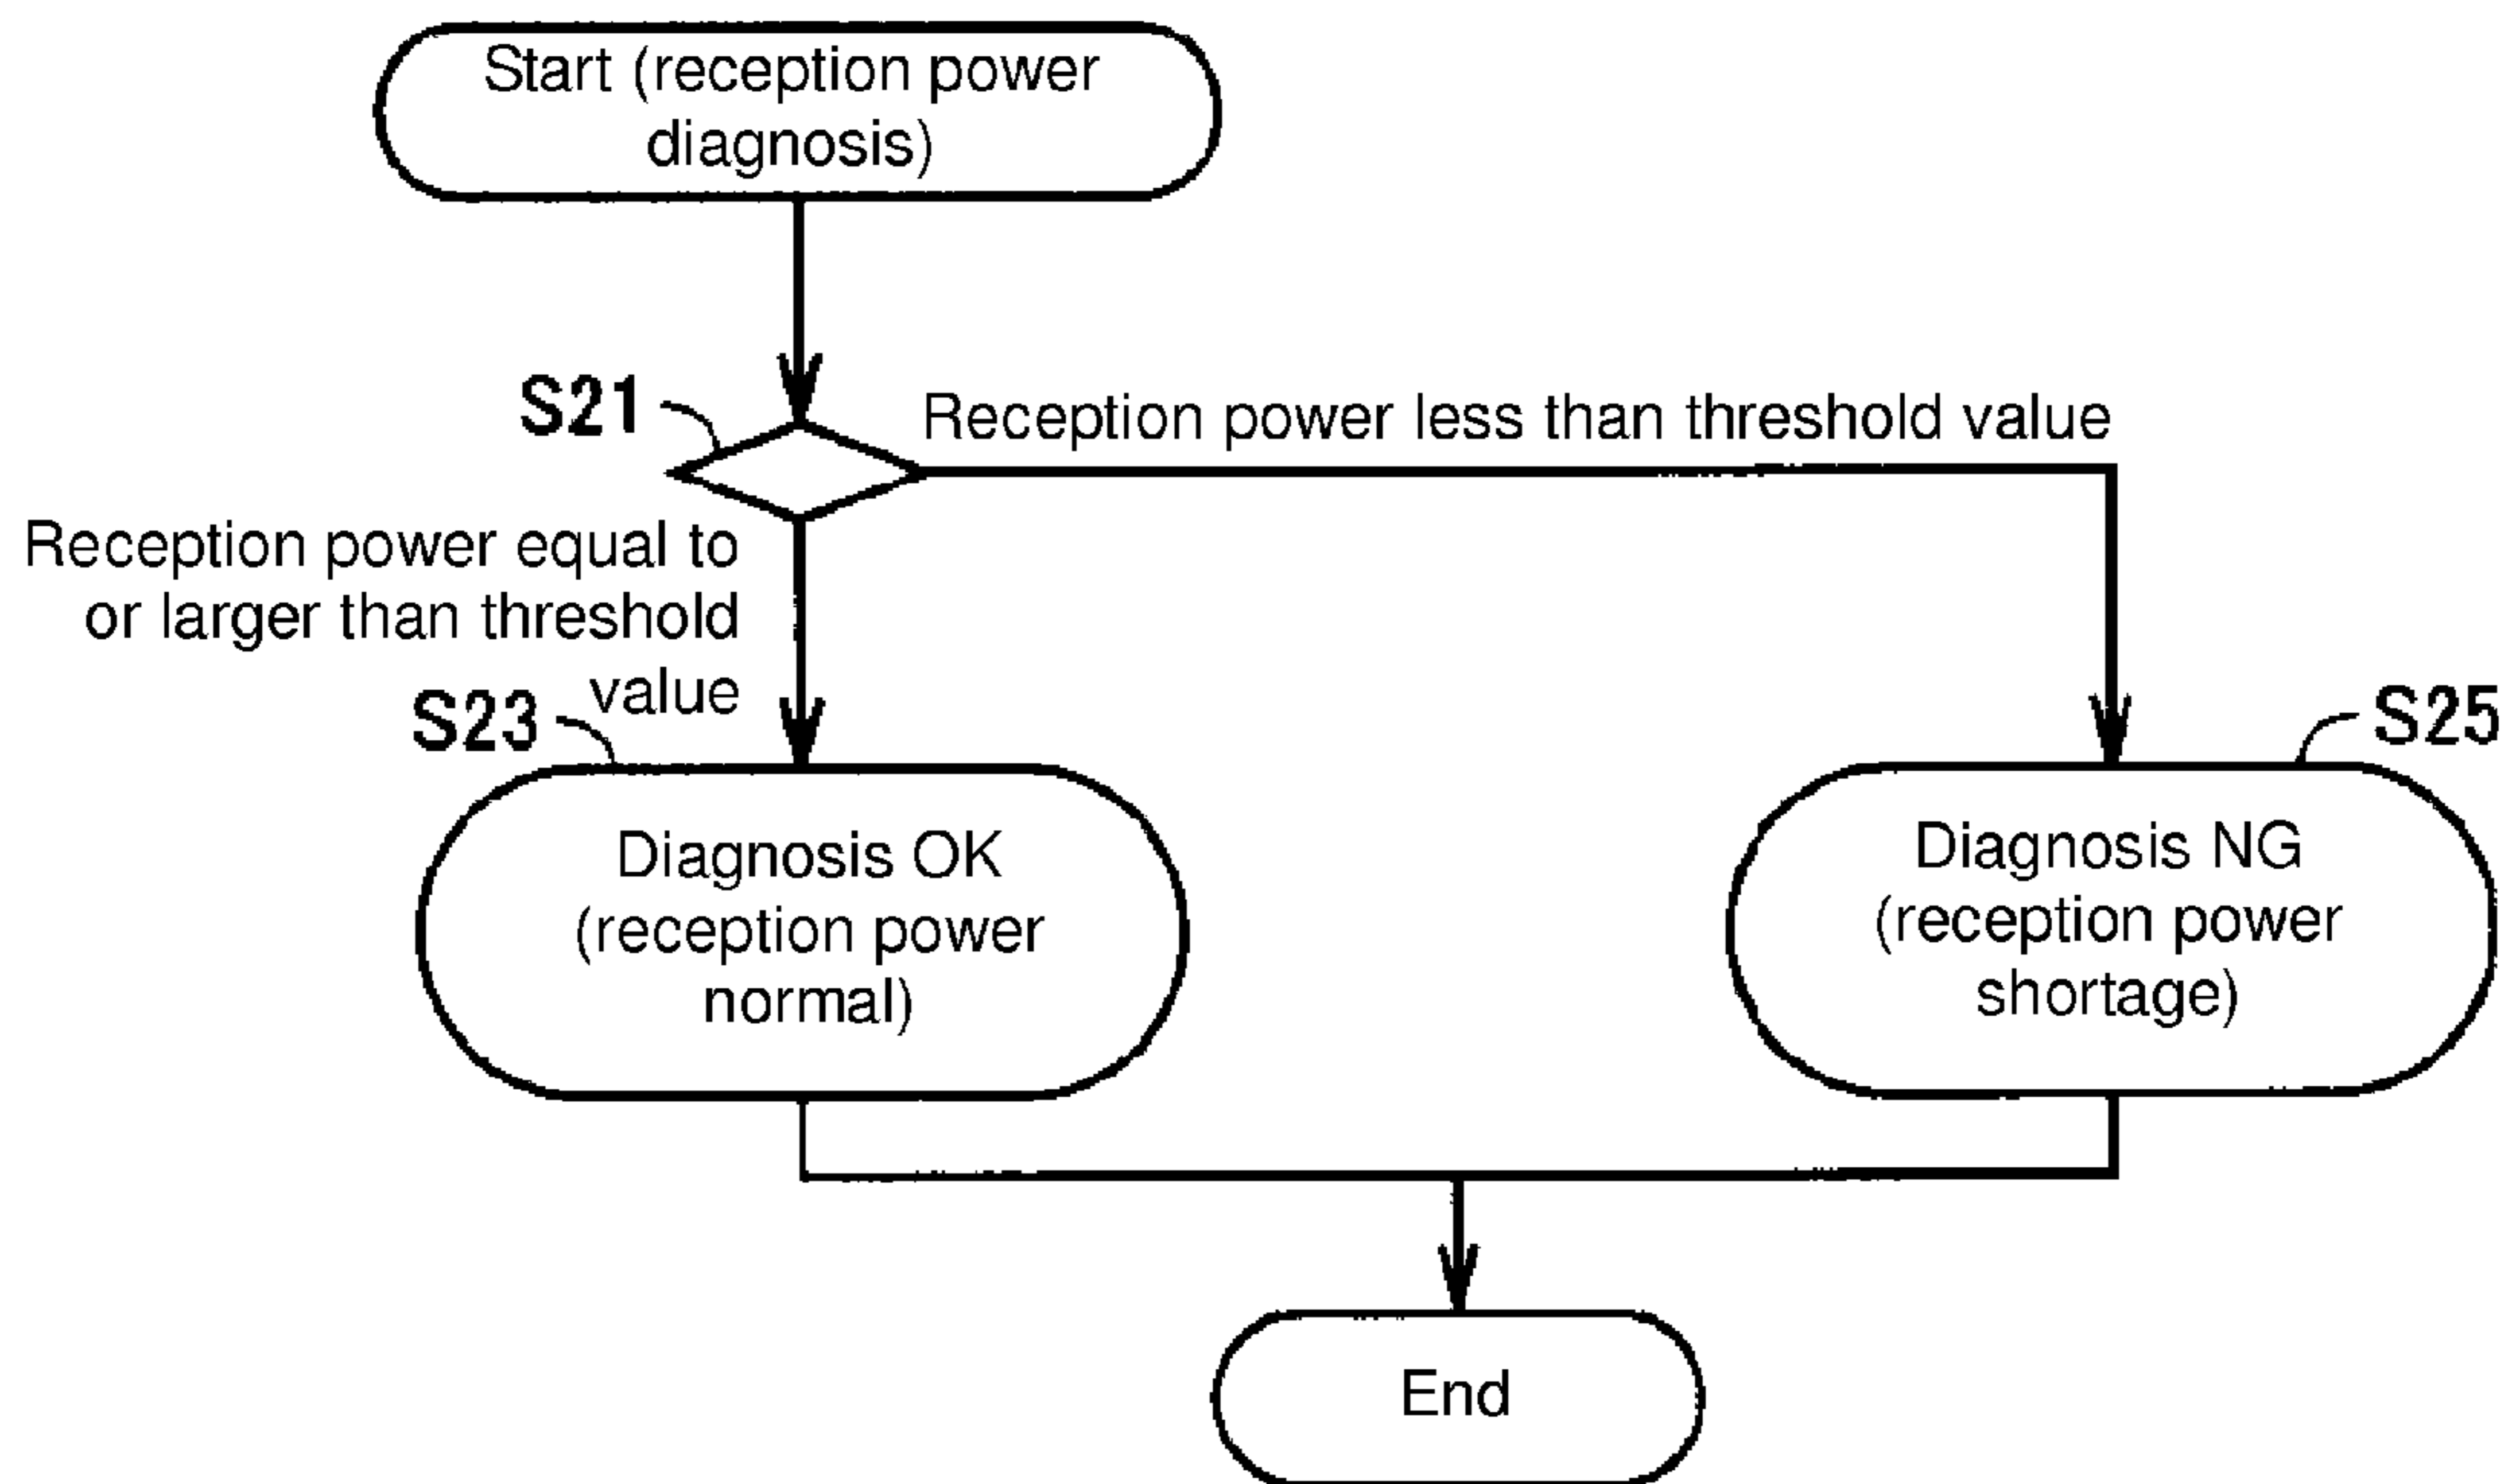 Start (reception power
diagnosis)
S21
Reception power less than threshold value
Reception power equal to
or larger than threshold
value
S23
S25
Diagnosis OK
(reception power
normal)
Diagnosis NG
(reception power
shortage)
End